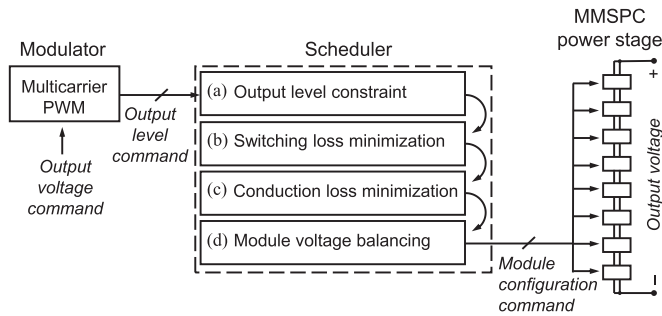 Modulator
Multicarrier
PWM
Output
voltage
command
Output
level
command
Scheduler
(a) Output level constraint
(b) Switching loss minimization
(c) Conduction loss minimization
(d) Module voltage balancing
Module
configuration
command
MMSPC
power stage
+
Output voltage
−